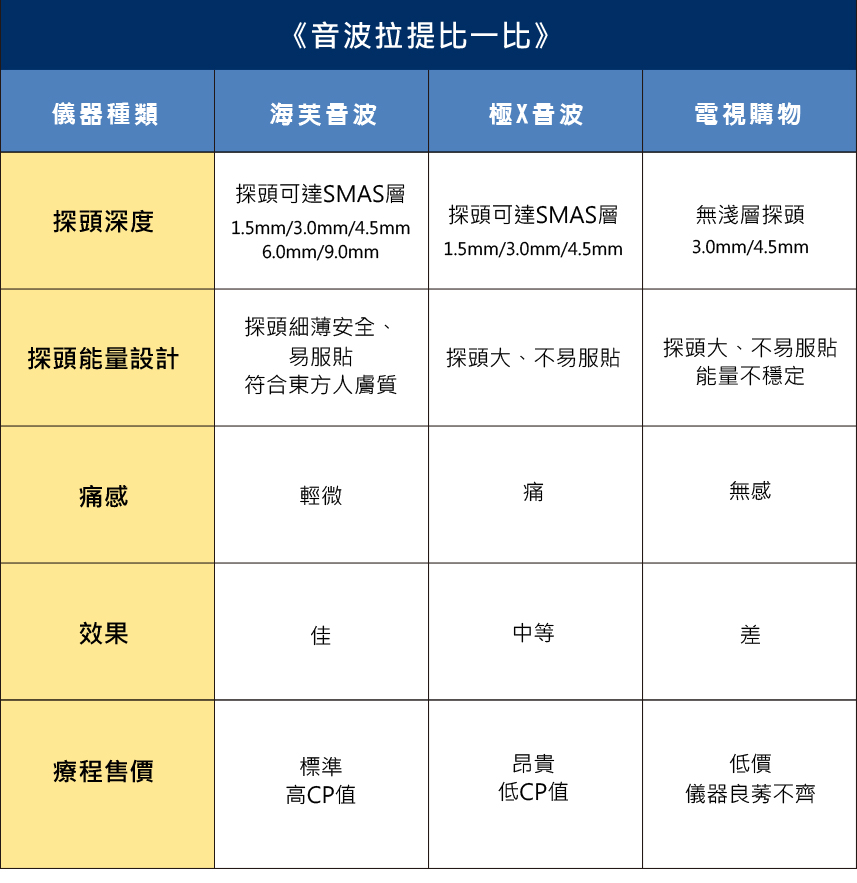 《音波拉提比一比》
儀器種類
海芙音波
極X音波
電視購物
探頭深度
探頭可達SMAS層
1.5mm/3.0mm/4.5mm
6.0mm/9.0mm
探頭可達SMAS層
1.5mm/3.0mm/4.5mm
無淺層探頭
3.0mm/4.5mm
探頭能量設計
探頭細薄安全、
易服貼
符合東方人膚質
探頭大、不易服貼
探頭大、不易服貼
能量不穩定
痛感
輕微
痛
無感
效果
佳
中等
差
療程售價
標準
高CP值
昂貴
低CP值
低價
儀器良莠不齊